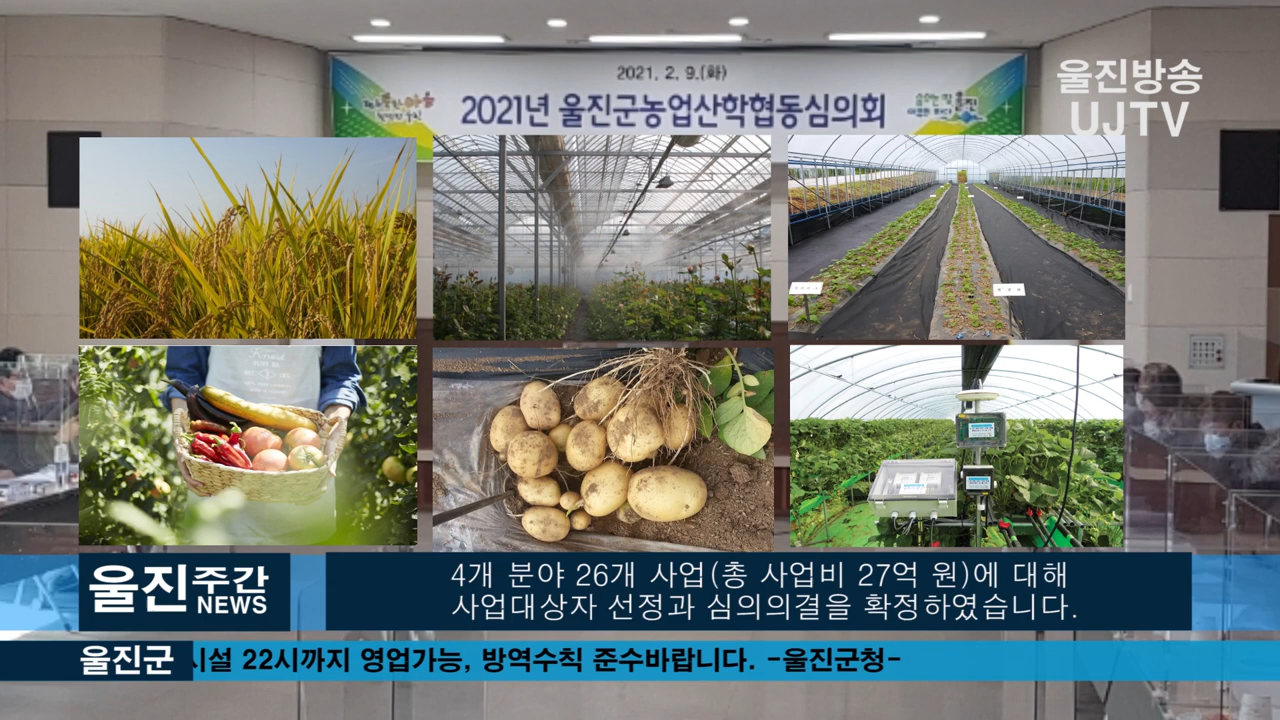 2021. 2. 9.(화)
2021년 울진군농업산학협동심의회
울진방송
UJTV
울진주간
NEWS
4개 분야 26개 사업(총 사업비 27억 원)에 대해
사업대상자 선정과 심의의결을 확정하였습니다.
울진군
시설 22시까지 영업가능, 방역수칙 준수바랍니다. -울진군청-